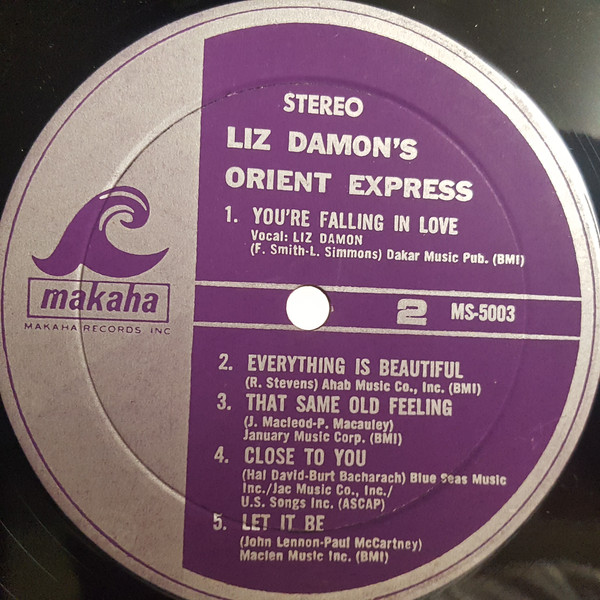 STEREO
LIZ DAMON'S
ORIENT EXPRESS
1. YOU'RE FALLING IN LOVE
Vocal: LIZ DAMON
(F. Smith-L. Simmons) Dakar Music Pub. (BMI)
makaha
MAKAHA RECORDS, INC
2 MS-5003
2. EVERYTHING IS BEAUTIFUL
(R. Stevens) Ahab Music Co., Inc. (BMI)
3. THAT SAME OLD FEELING
(J. Macleod-P. Macauley)
January Music Corp. (BMI)
4. CLOSE TO YOU
(Hal David-Burt Bacharach) Blue Seas Music
Inc./Jac Music Co., Inc./
U.S. Songs Inc. (ASCAP)
5. LET IT BE
(John Lennon-Paul McCartney)
Maclen Music Inc. (BMI)